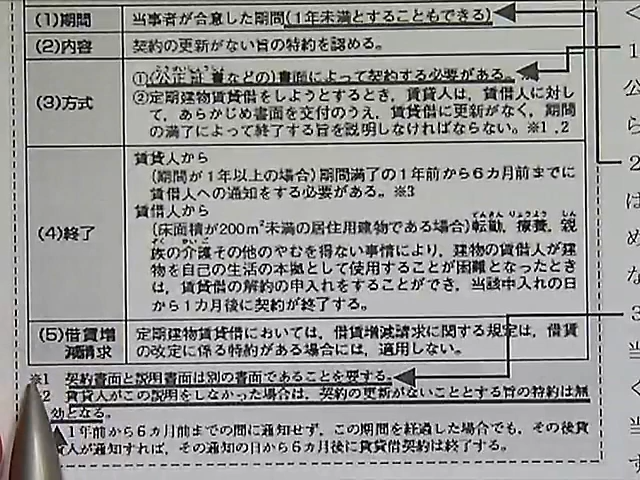 (1)期間 当事者が合意した期間(1年未満とすることもできる)
(2)内容 契約の更新がない旨の特約を認める。
(3)方式
①(公正証書などの)書面によって契約する必要がある。
②定期建物賃貸借をしようとするとき，賃貸人は，賃借人に対し
て，あらかじめ書面を交付のうえ，賃貸借に更新がなく，期間
の満了によって終了する旨を説明しなければならない。※1,2
(4)終了
賃貸人から
(期間が1年以上の場合)期間満了の1年前から6カ月前までに
賃借人への通知をする必要がある。※3
賃借人から
(床面積が200m²未満の居住用建物である場合)転勤，療養，親
族の介護その他のやむを得ない事情により，建物の賃借人が建
物を自己の生活の本拠として使用することが困難となったとき
は，賃貸借の解約の申入れをすることができ，当該申入れの日
から1カ月後に契約が終了する。
(5)借賃増
減請求
定期建物賃貸借においては，借賃増減請求に関する規定は，借賃
の改定に係る特約がある場合には，適用しない。
※1 契約書面と説明書面は別の書面であることを要する。
2 賃貸人がこの説明をしなかった場合は，契約の更新がないこととする旨の特約は無
効となる。
1年前から6カ月前までの間に通知せず，この期間を経過した場合でも，その後賃
人が通知すれば，その通知の日から6カ月後に賃貸借契約は終了する。
1
公
ら
2
は
め
な
3
当